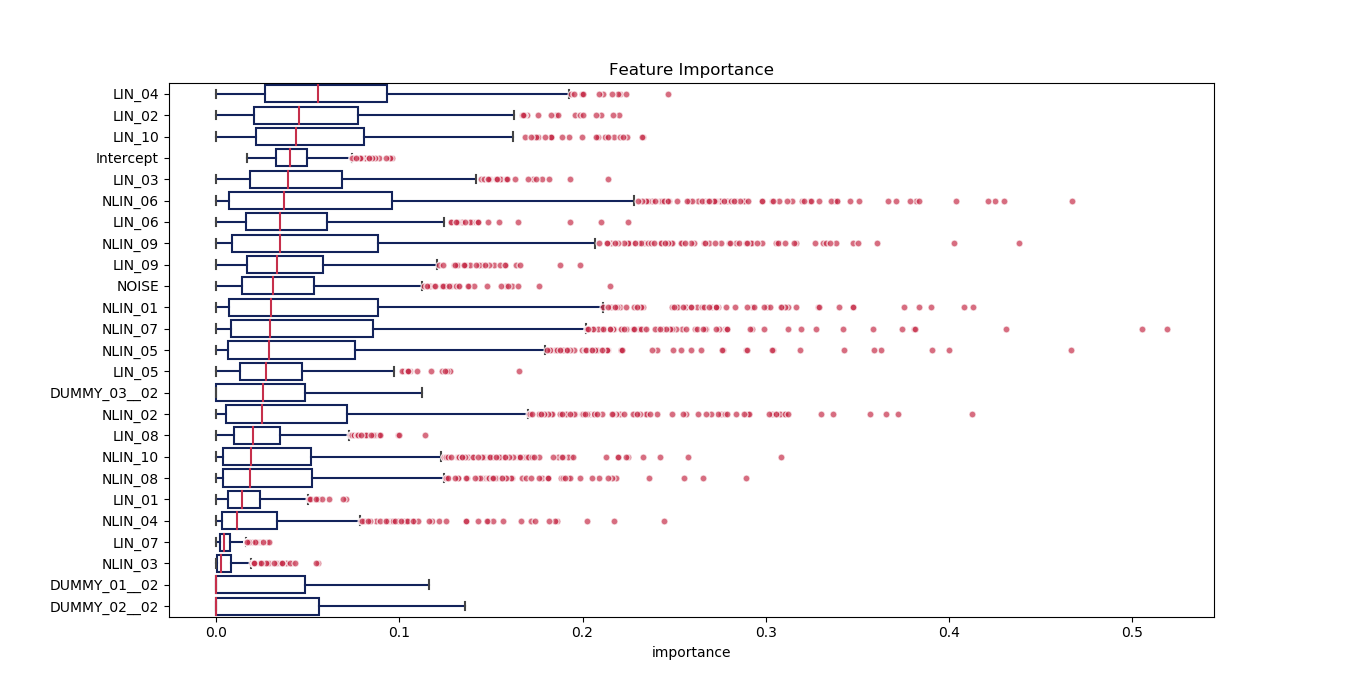 Feature Importance
LIN_04
LIN_02
LIN_10
Intercept
LIN_03
NLIN_06
LIN_06
NLIN_09
LIN_09
NOISE
NLIN_01
NLIN_07
NLIN_05
LIN_05
DUMMY_03__02
NLIN_02
LIN_08
NLIN_10
NLIN_08
LIN_01
NLIN_04
LIN_07
NLIN_03
DUMMY_01__02
DUMMY_02__02
0.0 0.1 0.2 0.3 0.4 0.5
importance